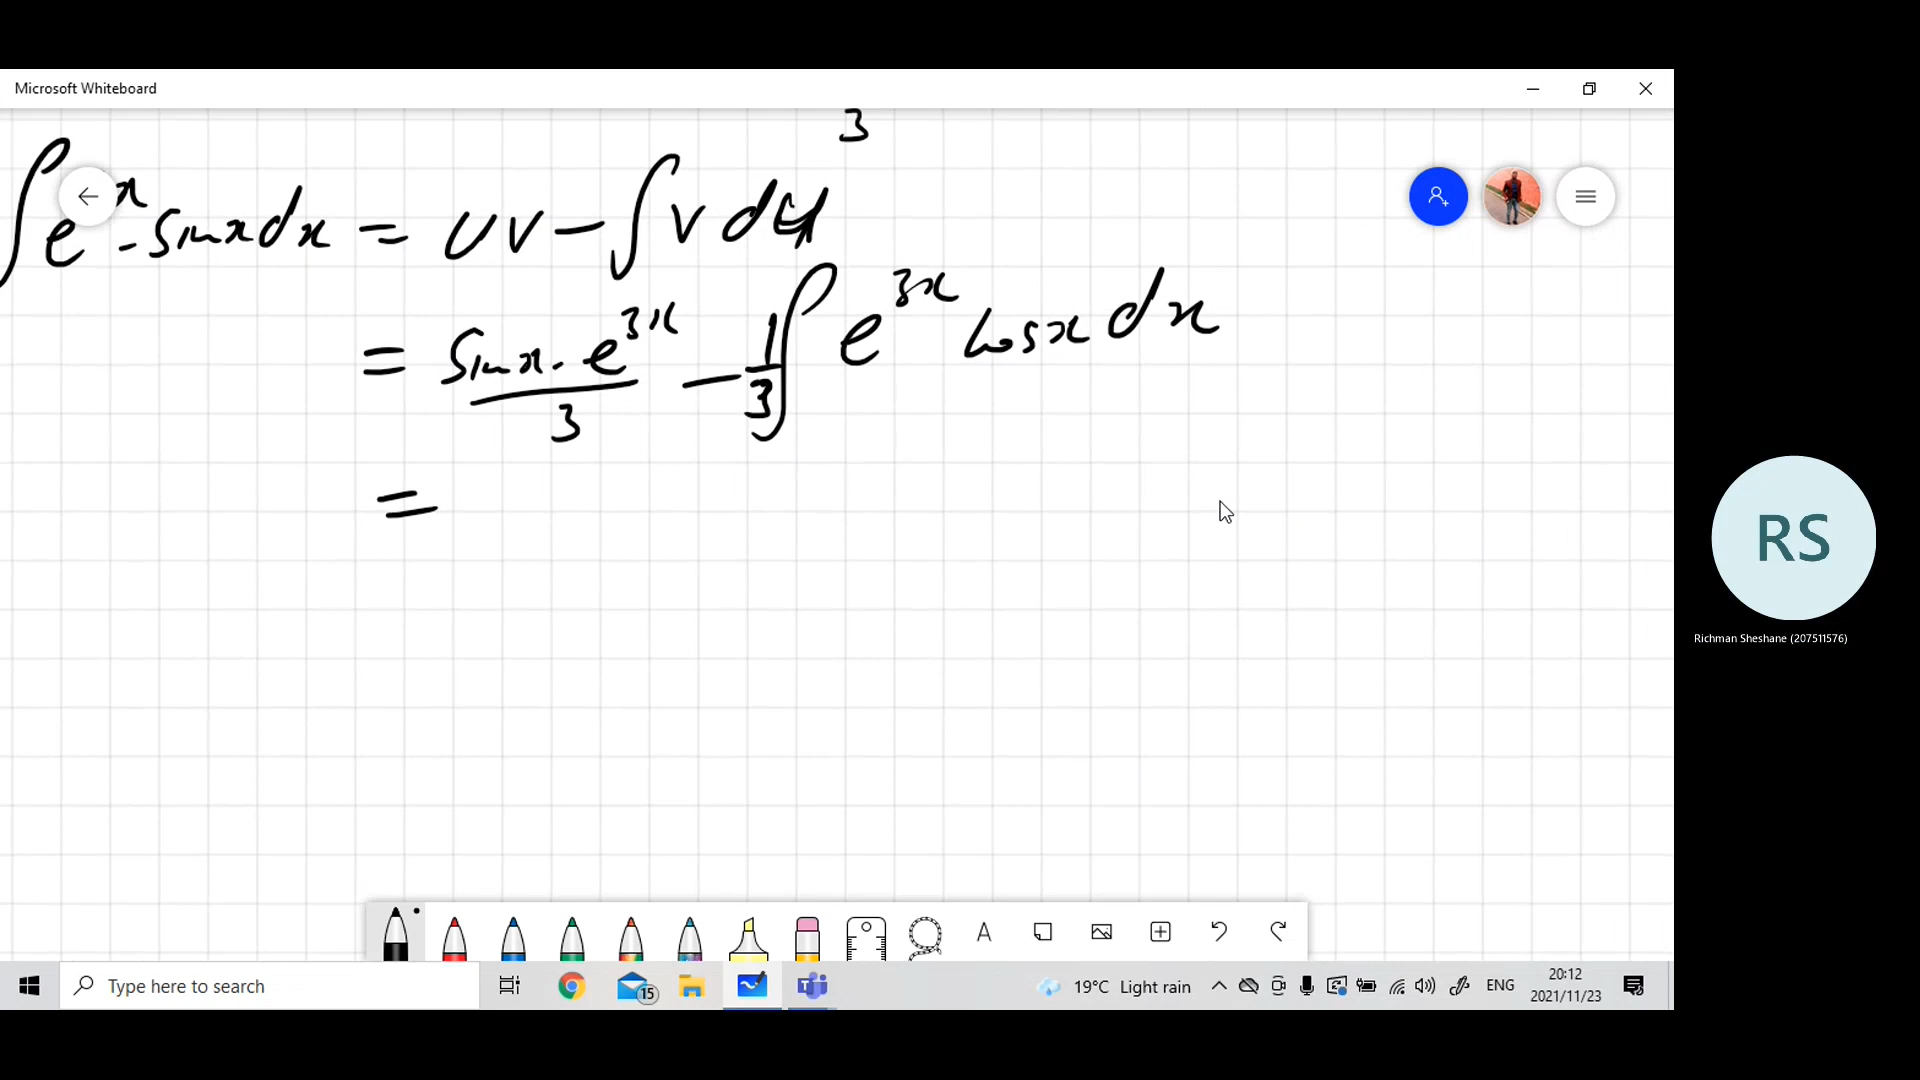 Microsoft Whiteboard
3
∫ e^x · sinx dx = UV − ∫ V du
= sinx · e^3x / 3 − 1/3 ∫ e^3x cosx dx
=
RS
Richman Sheshane (207511576)
A
Type here to search
15
19°C Light rain
ENG
20:12
2021/11/23